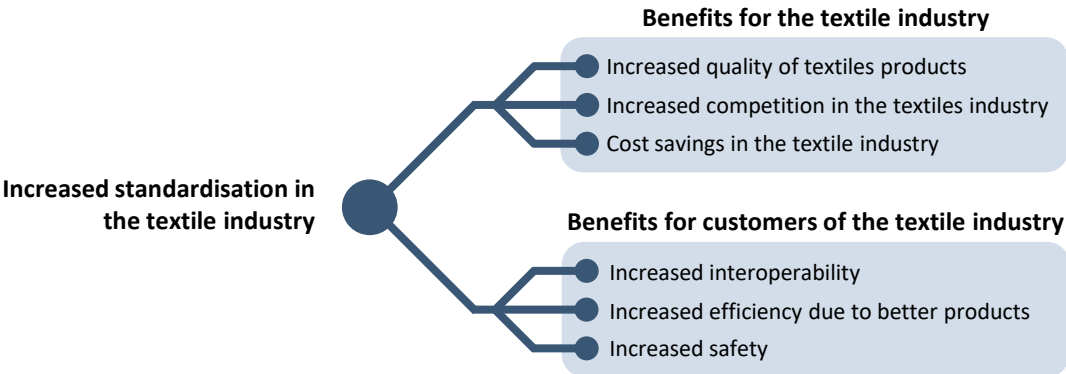 Benefits for the textile industry
Increased quality of textiles products
Increased competition in the textiles industry
Cost savings in the textile industry
Increased standardisation in
the textile industry
Benefits for customers of the textile industry
Increased interoperability
Increased efficiency due to better products
Increased safety